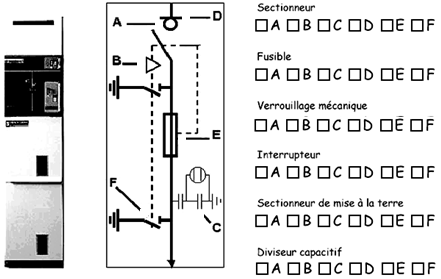 A
D
B
E
F
C
Sectionneur
A B C D E F
Fusible
A B C D E F
Verrouillage mécanique
A B C D E F
Interrupteur
A B C D E F
Sectionneur de mise à la terre
A B C D E F
Diviseur capacitif
A B C D E F